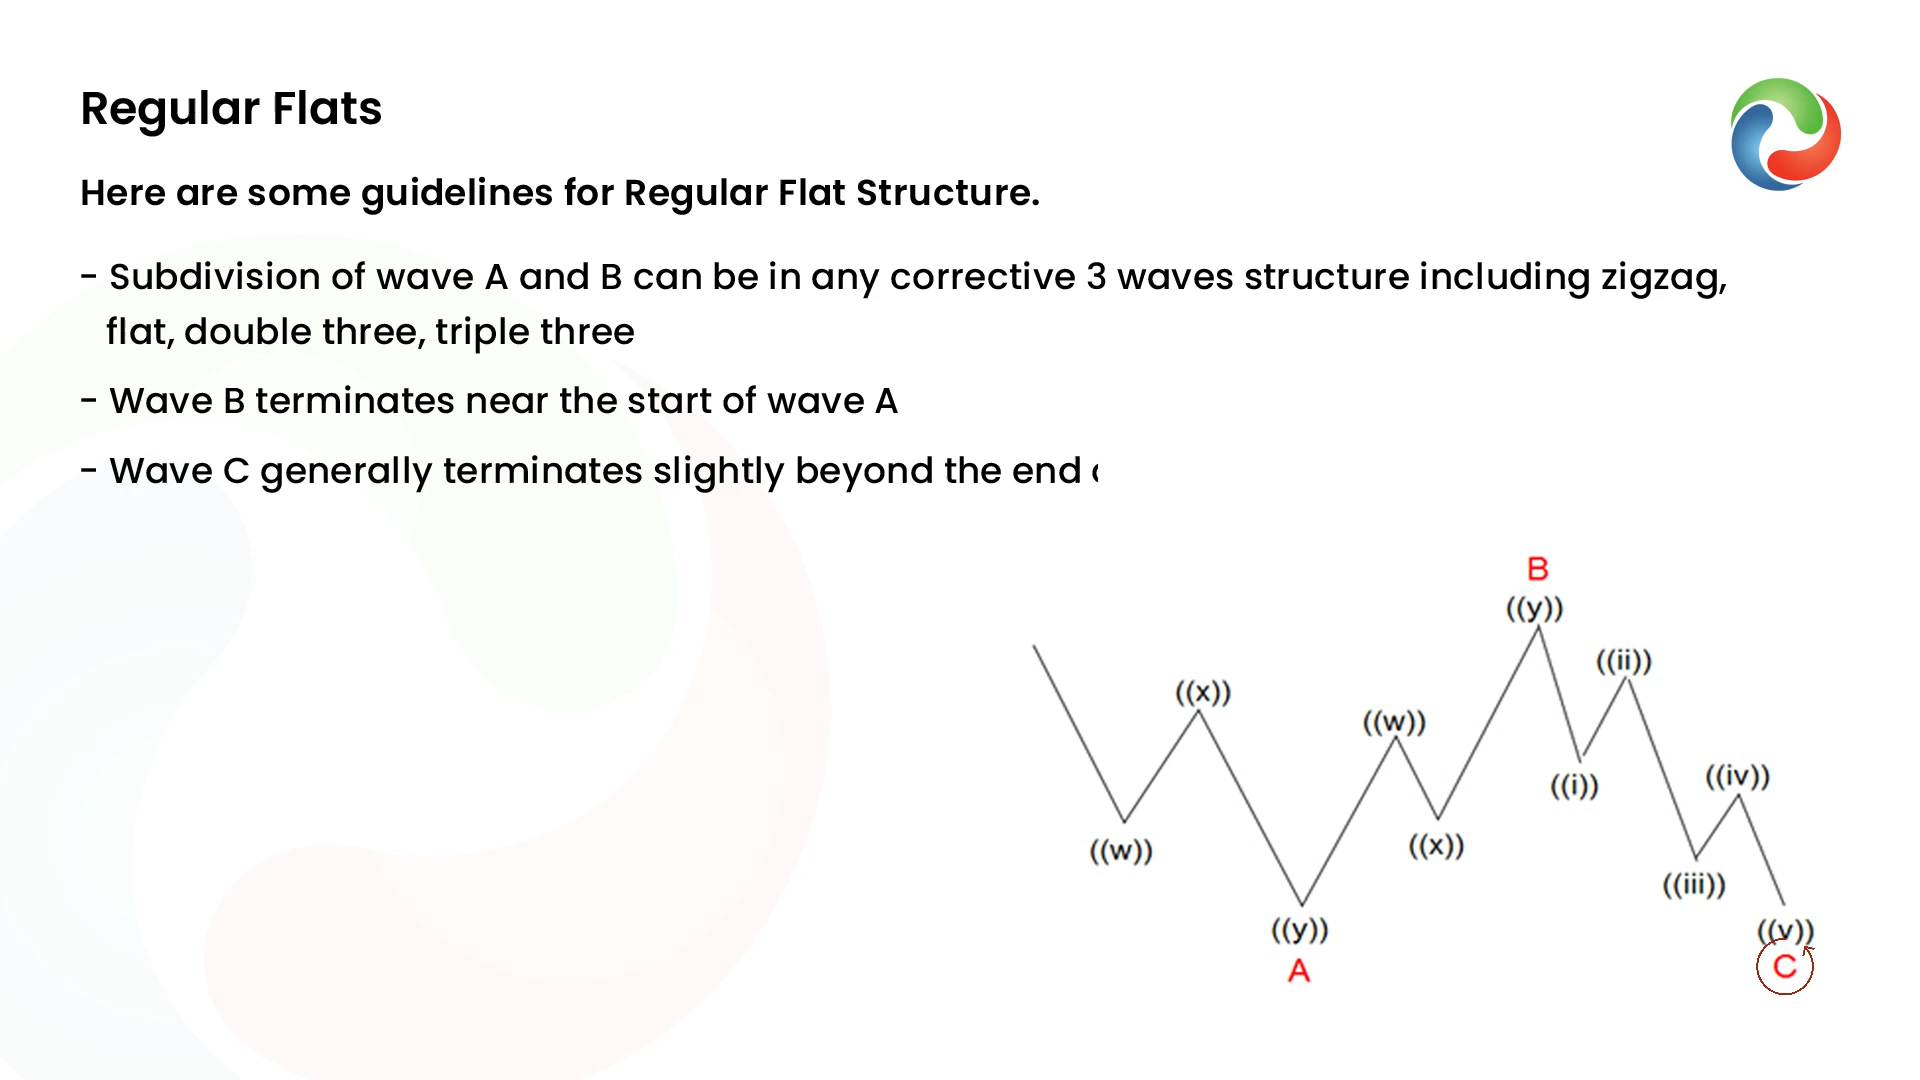 Regular Flats
Here are some guidelines for Regular Flat Structure.
- Subdivision of wave A and B can be in any corrective 3 waves structure including zigzag,
flat, double three, triple three
- Wave B terminates near the start of wave A
- Wave C generally terminates slightly beyond the end
B
((y))
((ii))
((x))
((w))
((iv))
((i))
((w))
((x))
((iii))
((y))
((v))
A
C